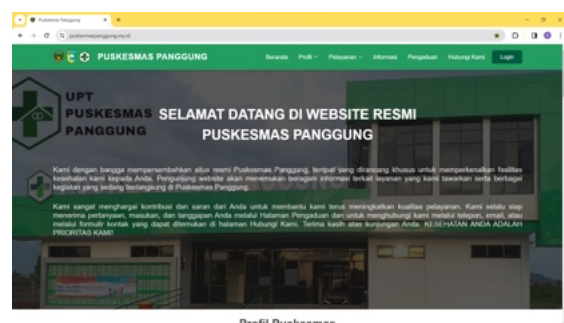 Puskesmas Panggung
puskesmaspanggung.my.id
PUSKESMAS PANGGUNG
Beranda Profil Pelayanan Informasi Pengaduan Hubungi Kami Login
UPT
PUSKESMAS
PANGGUNG
SELAMAT DATANG DI WEBSITE RESMI
PUSKESMAS PANGGUNG
Kami dengan bangga mempersembahkan situs resmi Puskesmas Panggung, tempat yang dirancang khusus untuk memperkenalkan fasilitas
kesehatan kami kepada Anda. Pengunjung website akan menemukan beragam informasi terkait layanan yang kami tawarkan serta berbagai
kegiatan yang sedang berlangsung di Puskesmas Panggung.
Kami sangat menghargai kontribusi dan saran dari Anda untuk membantu kami terus meningkatkan kualitas pelayanan. Kami selalu siap
menerima pertanyaan, masukan, dan tanggapan Anda melalui Halaman Pengaduan dan untuk menghubungi kami melalui telepon, email, atau
melalui formulir kontak yang dapat ditemukan di halaman Hubungi Kami. Terima kasih atas kunjungan Anda. KESEHATAN ANDA ADALAH
PRIORITAS KAMI!
Profil Puskesmas